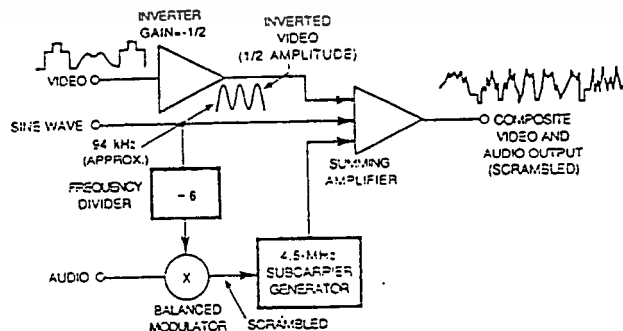 INVERTER
GAIN=-1/2
INVERTED
VIDEO
(1/2 AMPLITUDE)
VIDEO
SINE WAVE
94 kHz
(APPROX.)
SUMMING
AMPLIFIER
COMPOSITE
VIDEO AND
AUDIO OUTPUT
(SCRAMBLED)
FREQUENCY
DIVIDER
- 6
4.5-MHz
SUBCARRIER
GENERATOR
AUDIO
X
BALANCED
MODULATOR
SCRAMBLED